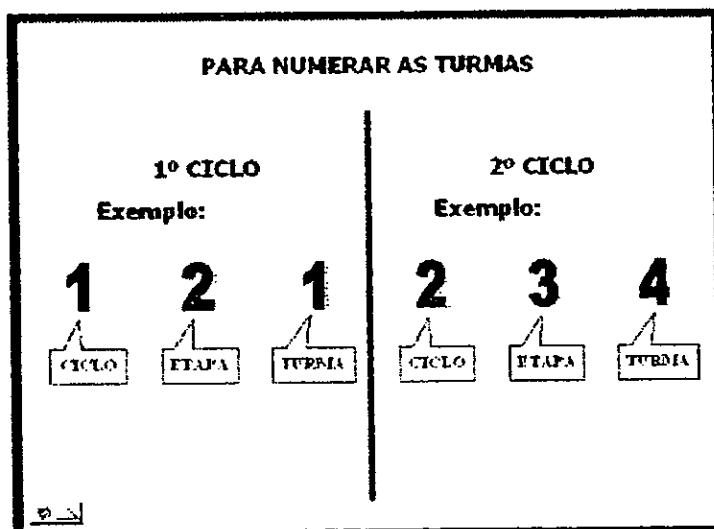 PARA NUMERAR AS TURMAS
1º CICLO
Exemplo:
1 2 1
CICLO ETAPA TURMA
2º CICLO
Exemplo:
2 3 4
CICLO ETAPA TURMA